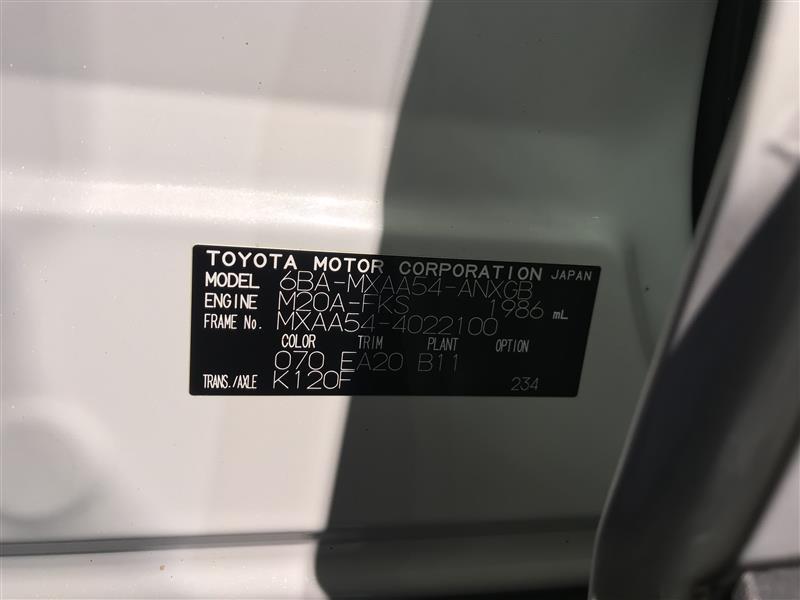 TOYOTA MOTOR CORPORATION JAPAN
MODEL 6BA-MXAA54-ANXGB
ENGINE M20A-FKS 1986 mL
FRAME No. MXAA54-4022100
COLOR TRIM PLANT OPTION
070 EA20 B11
TRANS./AXLE K120F 234